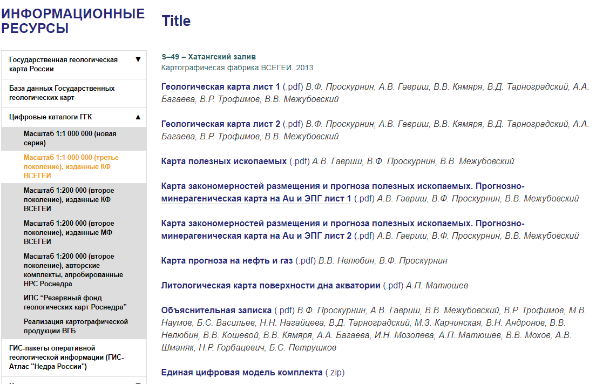 ИНФОРМАЦИОННЫЕ
РЕСУРСЫ
Государственная геологическая
карта России
База данных Государственных
геологических карт
Цифровые каталоги ГГК
Масштаб 1:1 000 000 (новая
серия)
Масштаб 1:1 000 000 (третье
поколение), изданные КФ
ВСЕГЕИ
Масштаб 1:200 000 (второе
поколение), изданные КФ
ВСЕГЕИ
Масштаб 1:200 000 (второе
поколение), изданные МФ
ВСЕГЕИ
Масштаб 1:200 000 (второе
поколение), авторские
комплекты, апробированные
НРС Роснедра
ИПС "Резервный фонд
геологических карт Роснедра"
Реализация картографической
продукции ВГБ
ГИС-пакеты оперативной
геологической информации (ГИС-
Атлас "Недра России")
Title
S–49 – Хатангский залив
Картографическая фабрика ВСЕГЕИ. 2013
Геологическая карта лист 1 (.pdf) В.Ф. Проскурнин, А.В. Гавриш, В.В. Кямяря, В.Д. Тарноградский, А.А.
Багаева, В.Р. Трофимов, В.В. Межубовский
Геологическая карта лист 2 (.pdf) В.Ф. Проскурнин, А.В. Гавриш, В.В. Кямяря, В.Д. Тарноградский, А.А.
Багаева, В.Р. Трофимов, В.В. Межубовский
Карта полезных ископаемых (.pdf) А.В. Гавриш, В.Ф. Проскурнин, В.В. Межубовский
Карта закономерностей размещения и прогноза полезных ископаемых. Прогнозно-
минерагеническая карта на Au и ЭПГ лист 1 (.pdf) А.В. Гавриш, В.Ф. Проскурнин, В.В. Межубовский
Карта закономерностей размещения и прогноза полезных ископаемых. Прогнозно-
минерагеническая карта на Au и ЭПГ лист 2 (.pdf) А.В. Гавриш, В.Ф. Проскурнин, В.В. Межубовский
Карта прогноза на нефть и газ (.pdf) В.В. Нелюбин, В.Ф. Проскурнин
Литологическая карта поверхности дна акватории (.pdf) А.П. Матюшев
Объяснительная записка (.pdf) В.Ф. Проскурнин, А.В. Гавриш, В.В. Межубовский, В.Р. Трофимов, М.В.
Наумов, Б.С. Васильев, Н.Н. Нагайцева, В.Д. Тарноградский, М.З. Карчинская, В.Н. Андронов, В.В.
Нелюбин, В.В. Кошевой, В.В. Кямяря, А.А. Багаева, И.Н. Мозолева, А.П. Матюшев, В.В. Мохов, А.В.
Шманяк, Н.Р. Горбацевич, Б.С. Петрушков
Единая цифровая модель комплекта (.zip)